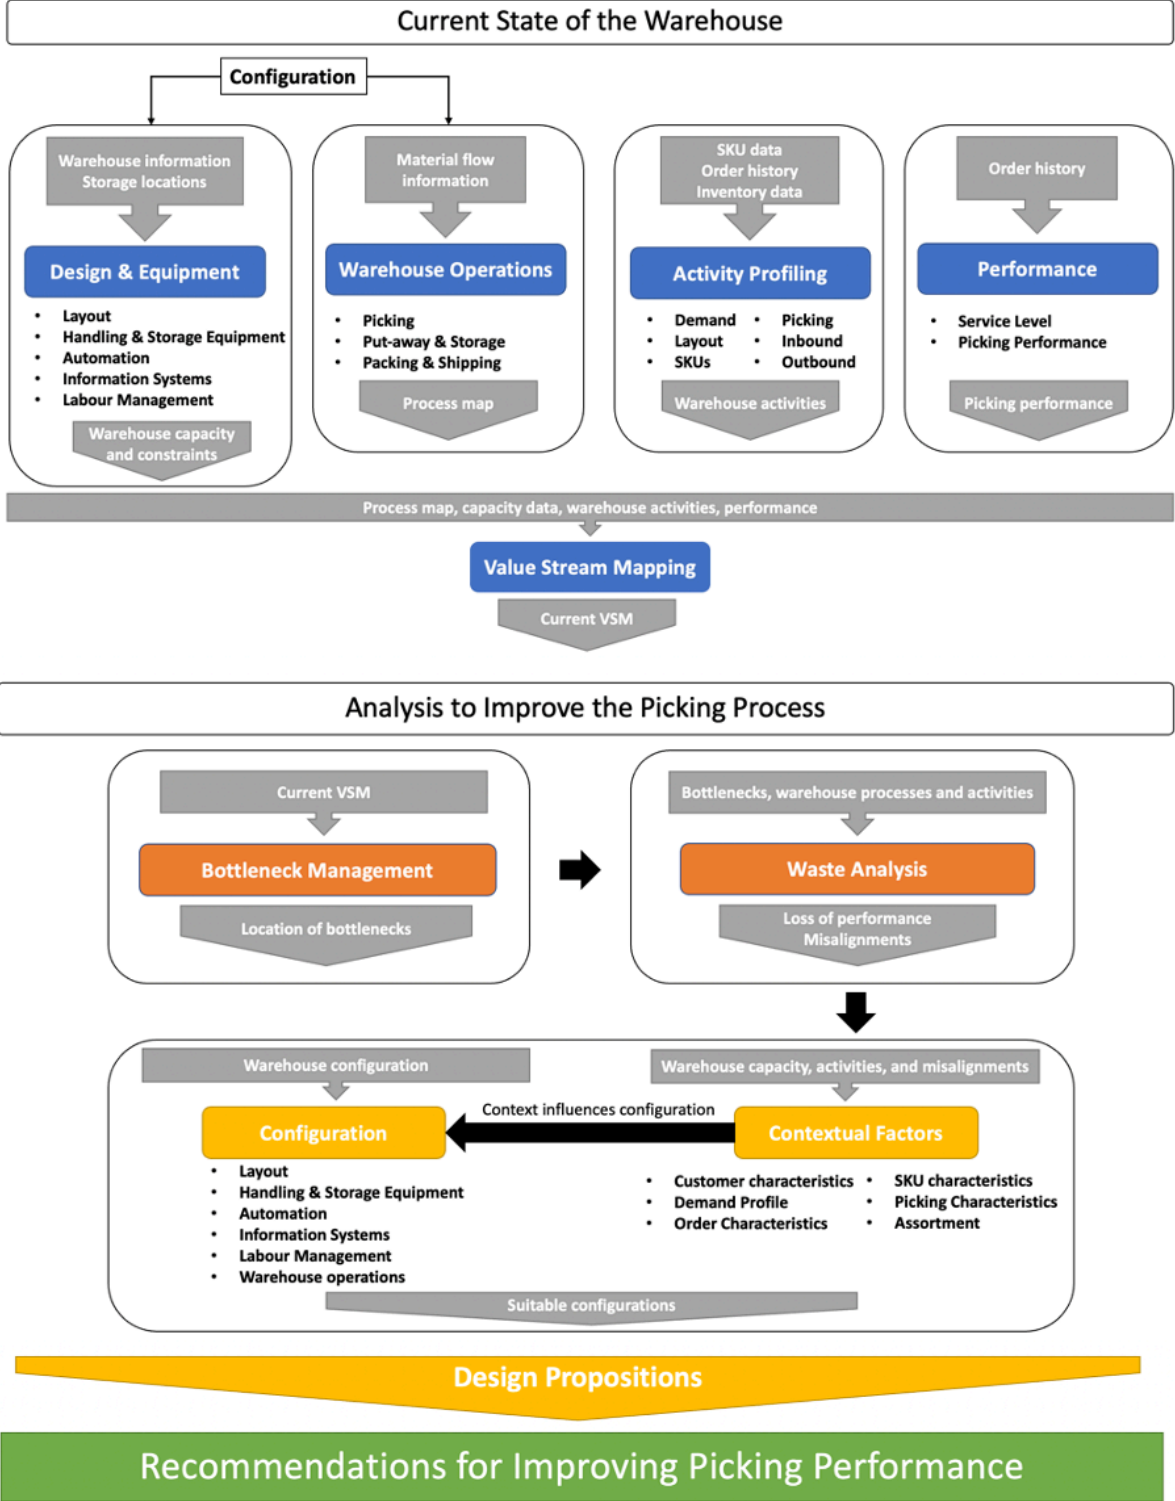 Current State of the Warehouse
Configuration
Warehouse information
Storage locations
Design & Equipment
• Layout
• Handling & Storage Equipment
• Automation
• Information Systems
• Labour Management
Warehouse capacity
and constraints
Material flow
information
Warehouse Operations
• Picking
• Put-away & Storage
• Packing & Shipping
Process map
SKU data
Order history
Inventory data
Activity Profiling
• Demand
• Layout
• SKUs
• Picking
• Inbound
• Outbound
Warehouse activities
Order history
Performance
• Service Level
• Picking Performance
Picking performance
Process map, capacity data, warehouse activities, performance
Value Stream Mapping
Current VSM
Analysis to Improve the Picking Process
Current VSM
Bottleneck Management
Location of bottlenecks
Bottlenecks, warehouse processes and activities
Waste Analysis
Loss of performance
Misalignments
Warehouse configuration
Configuration
• Layout
• Handling & Storage Equipment
• Automation
• Information Systems
• Labour Management
• Warehouse operations
Context influences configuration
Warehouse capacity, activities, and misalignments
Contextual Factors
• Customer characteristics
• Demand Profile
• Order Characteristics
• SKU characteristics
• Picking Characteristics
• Assortment
Suitable configurations
Design Propositions
Recommendations for Improving Picking Performance